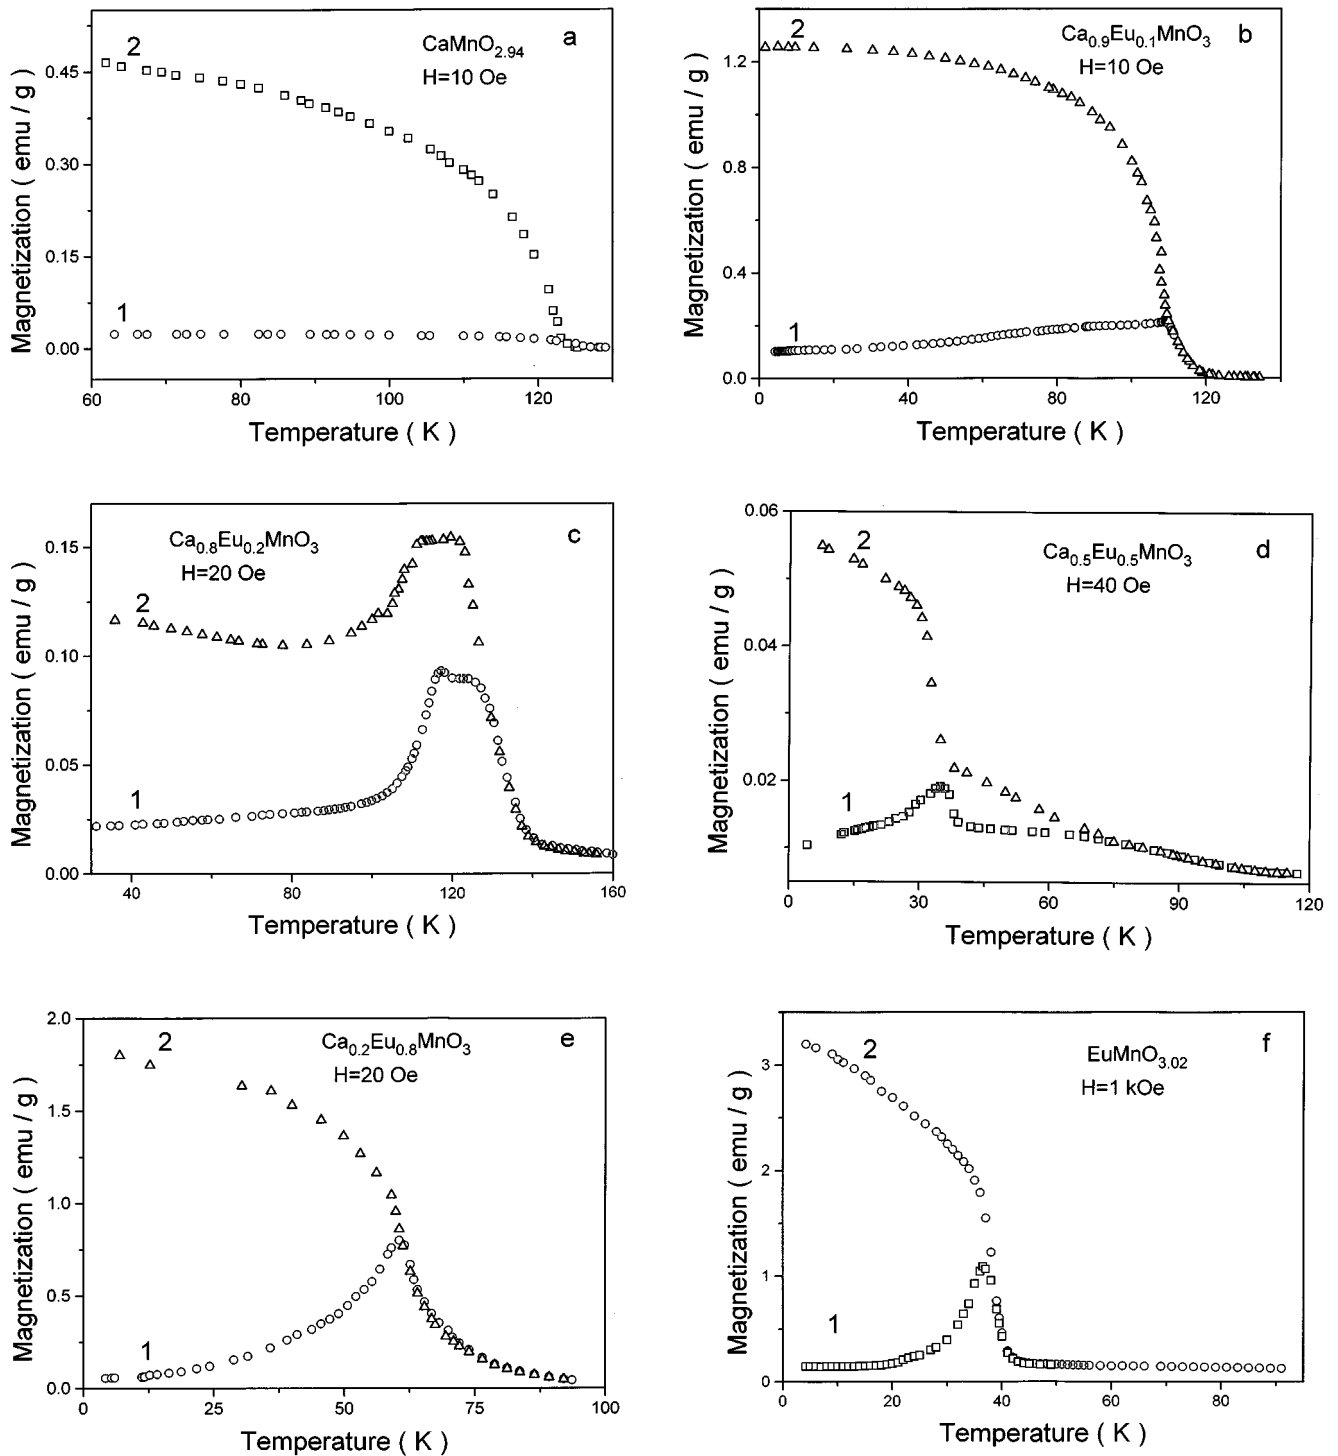 CaMnO2.94
H=10 Oe
a
2
1
0.45
0.30
0.15
0.00
Magnetization ( emu / g )
60 80 100 120
Temperature ( K )
Ca0.9Eu0.1MnO3
H=10 Oe
b
2
1
1.2
0.8
0.4
0.0
Magnetization ( emu / g )
0 40 80 120
Temperature ( K )
Ca0.8Eu0.2MnO3
H=20 Oe
c
2
1
0.15
0.10
0.05
0.00
Magnetization ( emu / g )
40 80 120 160
Temperature ( K )
Ca0.5Eu0.5MnO3
H=40 Oe
d
2
1
0.06
0.04
0.02
Magnetization ( emu / g )
0 30 60 90 120
Temperature ( K )
Ca0.2Eu0.8MnO3
H=20 Oe
e
2
1
2.0
1.5
1.0
0.5
0.0
Magnetization ( emu / g )
0 25 50 75 100
Temperature ( K )
EuMnO3.02
H=1 kOe
f
2
1
3
2
1
0
Magnetization ( emu / g )
0 20 40 60 80
Temperature ( K )